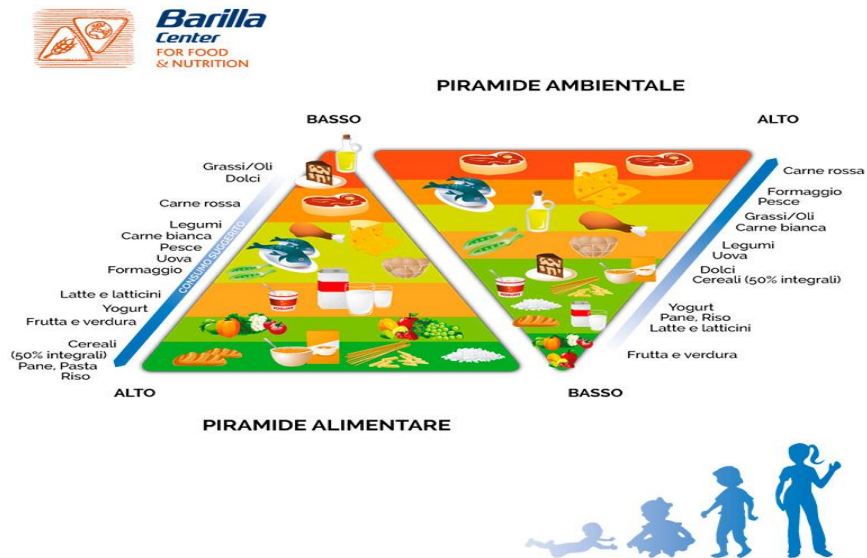 Barilla
Center
FOR FOOD
& NUTRITION
PIRAMIDE AMBIENTALE
BASSO
ALTO
Grassi/Oli
Dolci
Carne rossa
Legumi
Carne bianca
Pesce
Uova
Formaggio
Latte e latticini
Yogurt
Frutta e verdura
Cereali
(50% integrali)
Pane, Pasta
Riso
CONSUMO SUGGERITO
YOGURT
YOGURT
Carne rossa
Formaggio
Pesce
Grassi/Oli
Carne bianca
Legumi
Uova
Dolci
Cereali (50% integrali)
Yogurt
Pane, Riso
Latte e latticini
Frutta e verdura
ALTO
BASSO
PIRAMIDE ALIMENTARE